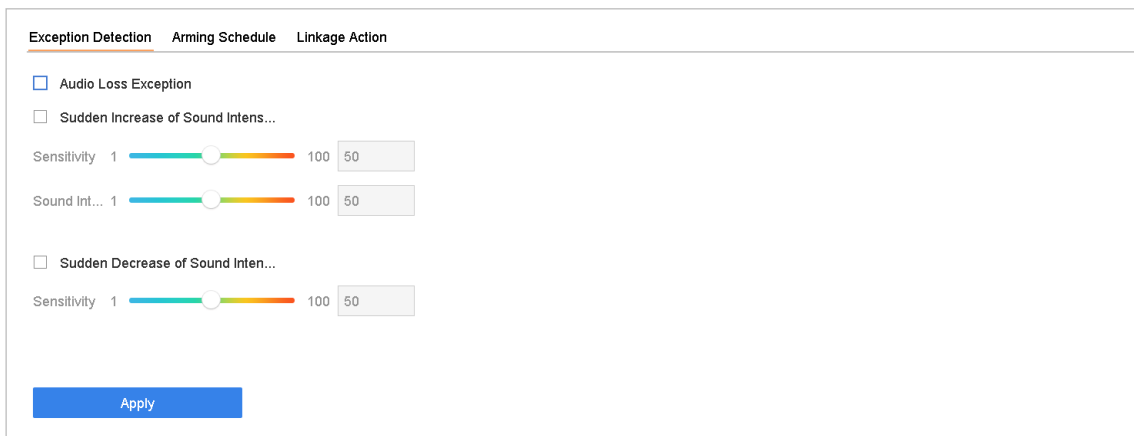 Exception Detection Arming Schedule Linkage Action
Audio Loss Exception
Sudden Increase of Sound Intens...
Sensitivity 1 100 50
Sound Int... 1 100 50
Sudden Decrease of Sound Inten...
Sensitivity 1 100 50
Apply